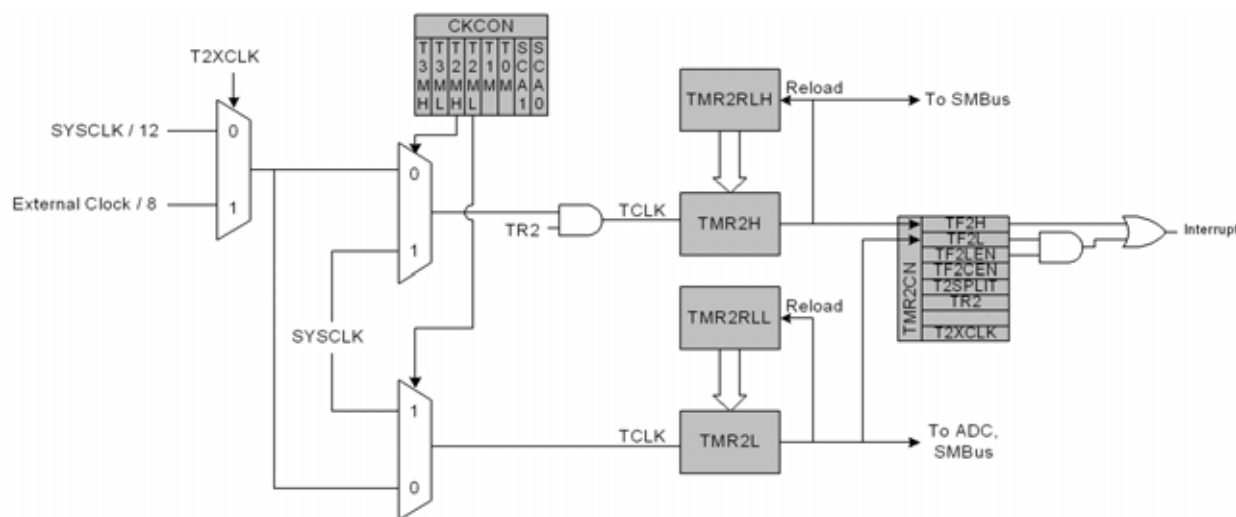 CKCON
T3MH
T3ML
T2MH
T2ML
T1M
T0M
SCA1
SCA0
T2XCLK
SYSCLK / 12
0
External Clock / 8
1
0
1
TR2
TCLK
SYSCLK
1
0
TCLK
TMR2RLH
Reload
To SMBus
TMR2H
TMR2RLL
Reload
TMR2L
To ADC,
SMBus
TMR2CN
TF2H
TF2L
TF2LEN
TF2CEN
T2SPLIT
TR2
T2XCLK
Interrupt